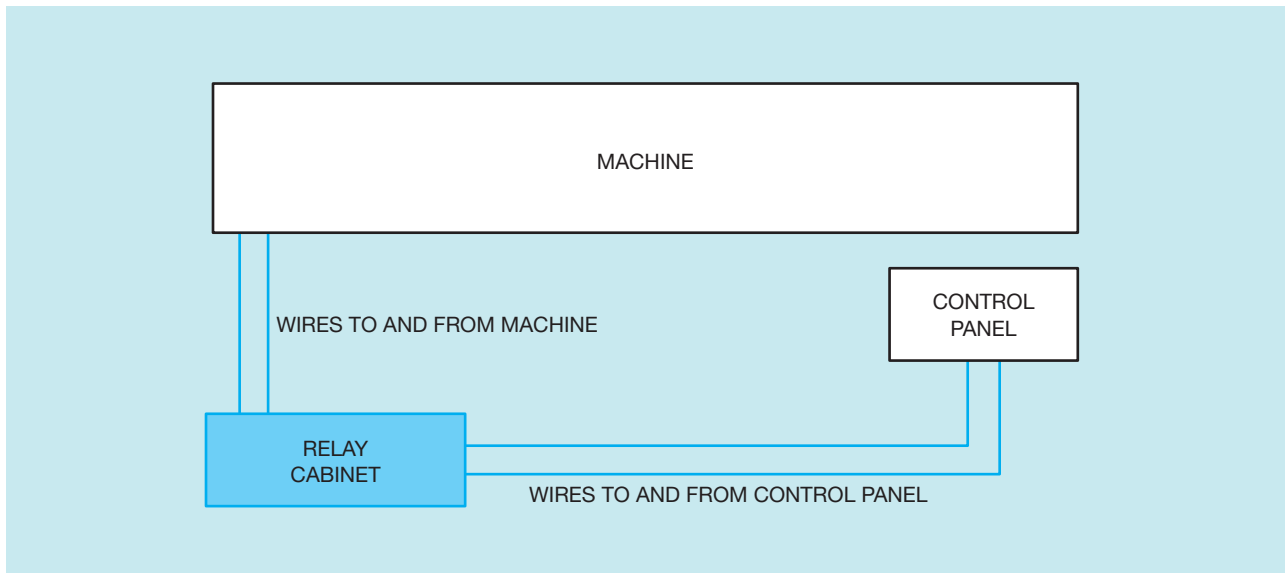 MACHINE
CONTROL
PANEL
WIRES TO AND FROM MACHINE
RELAY
CABINET
WIRES TO AND FROM CONTROL PANEL